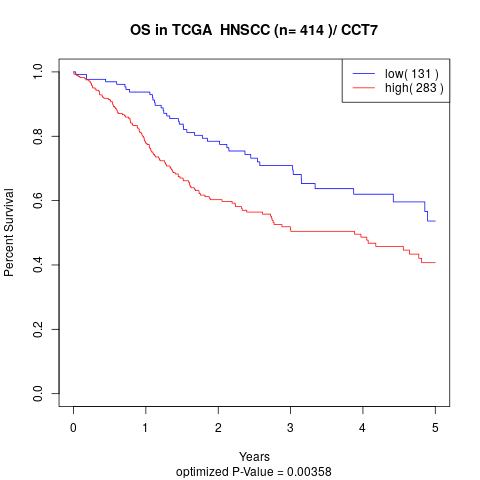 OS in TCGA  HNSCC (n= 414 )/ CCT7
low( 131 )
high( 283 )
Percent Survival
1.0
0.8
0.6
0.4
0.2
0.0
0 1 2 3 4 5
Years
optimized P-Value = 0.00358